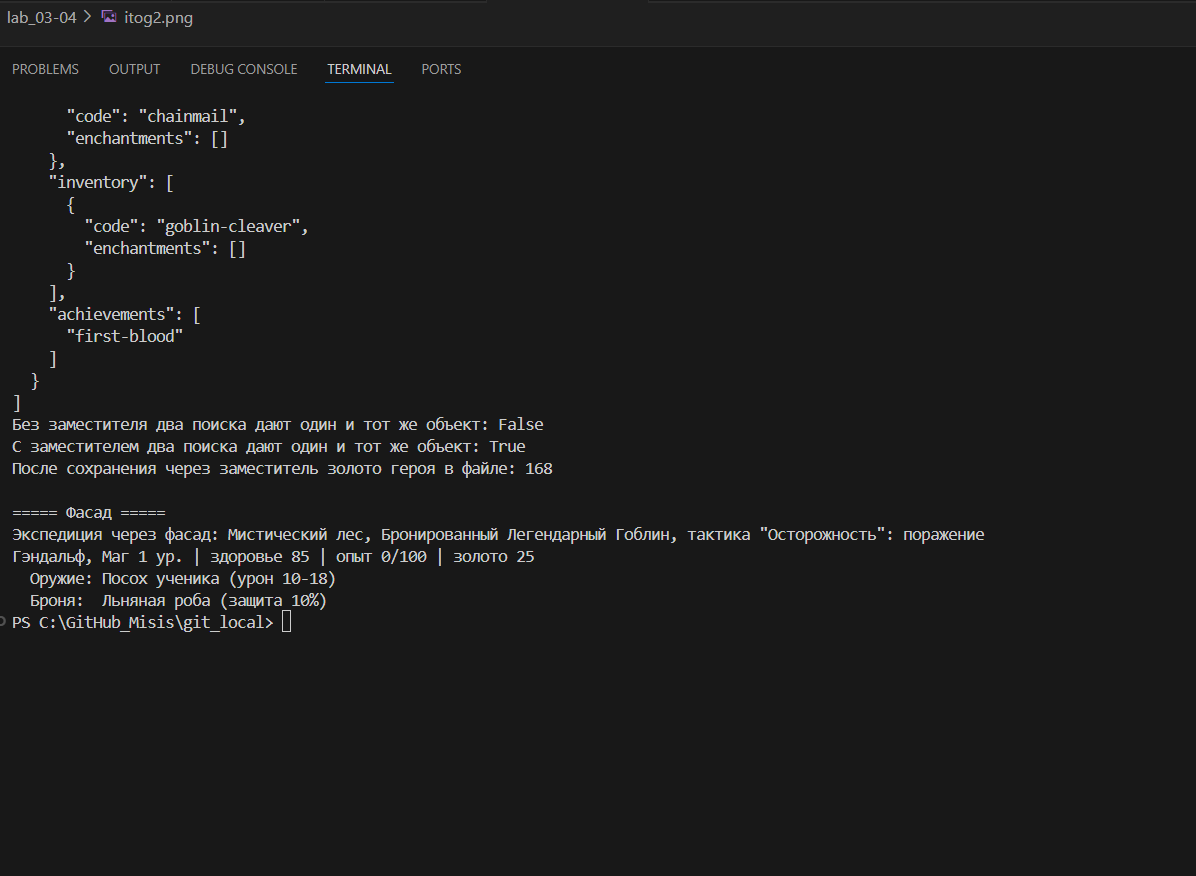 lab_03-04 > itog2.png
PROBLEMS OUTPUT DEBUG CONSOLE TERMINAL PORTS
"code": "chainmail",
"enchantments": []
},
"inventory": [
{
"code": "goblin-cleaver",
"enchantments": []
}
],
"achievements": [
"first-blood"
]
}
]
Без заместителя два поиска дают один и тот же объект: False
С заместителем два поиска дают один и тот же объект: True
После сохранения через заместитель золото героя в файле: 168
===== Фасад =====
Экспедиция через фасад: Мистический лес, Бронированный Легендарный Гоблин, тактика "Осторожность": поражение
Гэндальф, Маг 1 ур. | здоровье 85 | опыт 0/100 | золото 25
Оружие: Посох ученика (урон 10-18)
Броня: Льняная роба (защита 10%)
PS C:\GitHub_Misis\git_local>